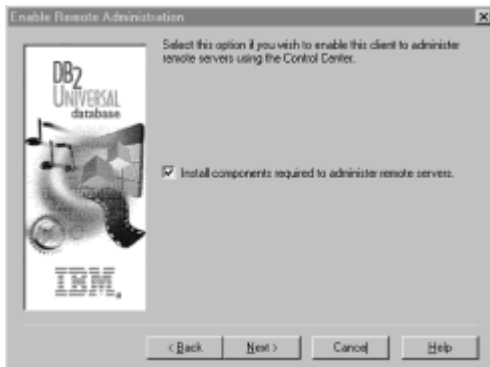 Enable Remote Administration
Select this option if you wish to enable this client to administer
remote servers using the Control Center.
DB2
UNIVERSAL
database
Install components required to administer remote servers.
IBM.
< Back
Next >
Cancel
Help